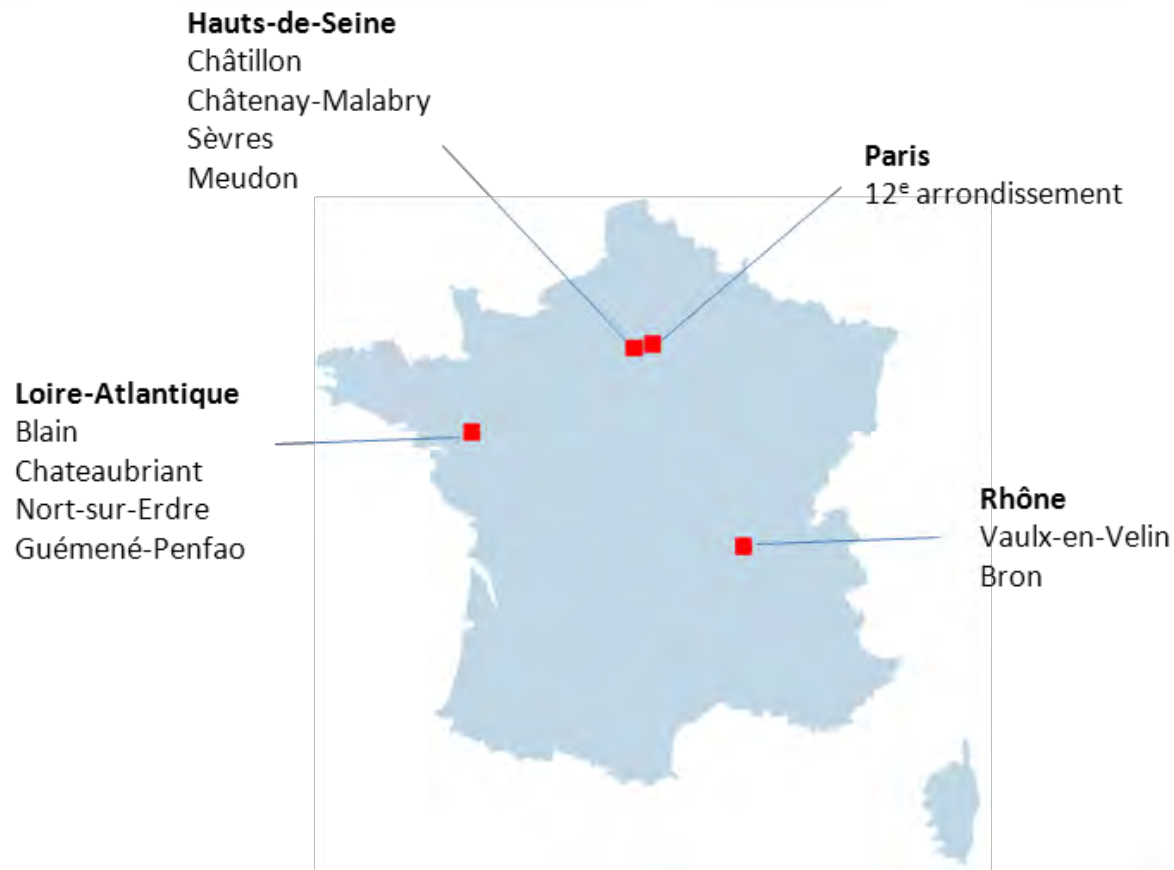 Hauts-de-Seine
Châtillon
Châtenay-Malabry
Sèvres
Meudon
Paris
12ᵉ arrondissement
Loire-Atlantique
Blain
Chateaubriant
Nort-sur-Erdre
Guémené-Penfao
Rhône
Vaulx-en-Velin
Bron